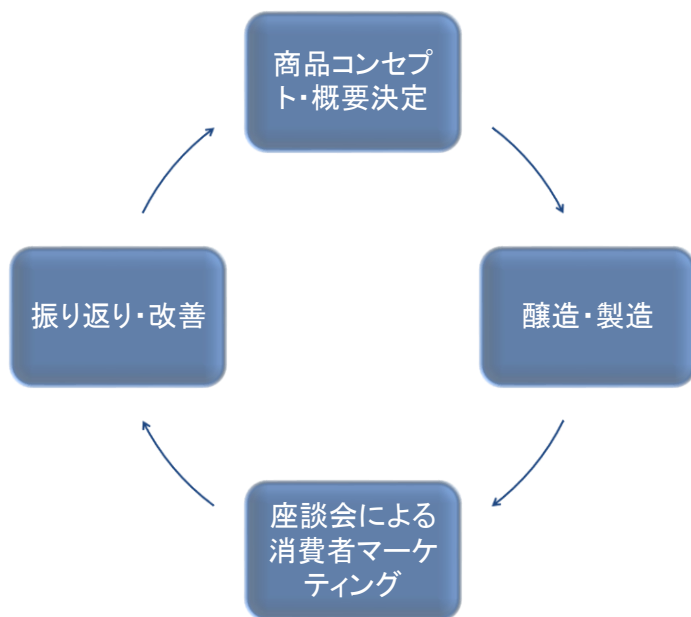 商品コンセプ
ト・概要決定
醸造・製造
座談会による
消費者マーケ
ティング
振り返り・改善